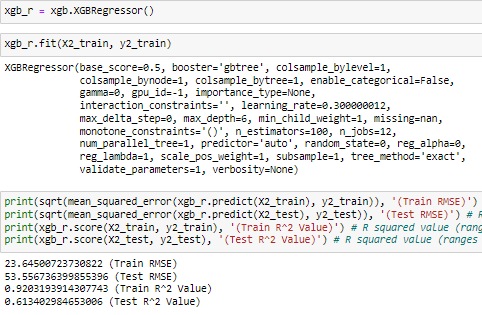 xgb_r = xgb.XGBRegressor()
xgb_r.fit(X2_train, y2_train)
XGBRegressor(base_score=0.5, booster='gbtree', colsample_bylevel=1,
colsample_bynode=1, colsample_bytree=1, enable_categorical=False,
gamma=0, gpu_id=-1, importance_type=None,
interaction_constraints='', learning_rate=0.300000012,
max_delta_step=0, max_depth=6, min_child_weight=1, missing=nan,
monotone_constraints='()', n_estimators=100, n_jobs=12,
num_parallel_tree=1, predictor='auto', random_state=0, reg_alpha=0,
reg_lambda=1, scale_pos_weight=1, subsample=1, tree_method='exact',
validate_parameters=1, verbosity=None)
print(sqrt(mean_squared_error(xgb_r.predict(X2_train), y2_train)), '(Train RMSE)')
print(sqrt(mean_squared_error(xgb_r.predict(X2_test), y2_test)), '(Test RMSE)') # R
print(xgb_r.score(X2_train, y2_train), '(Train R^2 Value)') # R squared value (rang
print(xgb_r.score(X2_test, y2_test), '(Test R^2 Value)') # R squared value (ranges
23.64500723730822 (Train RMSE)
53.556736399855396 (Test RMSE)
0.9203193914307743 (Train R^2 Value)
0.613402984653006 (Test R^2 Value)